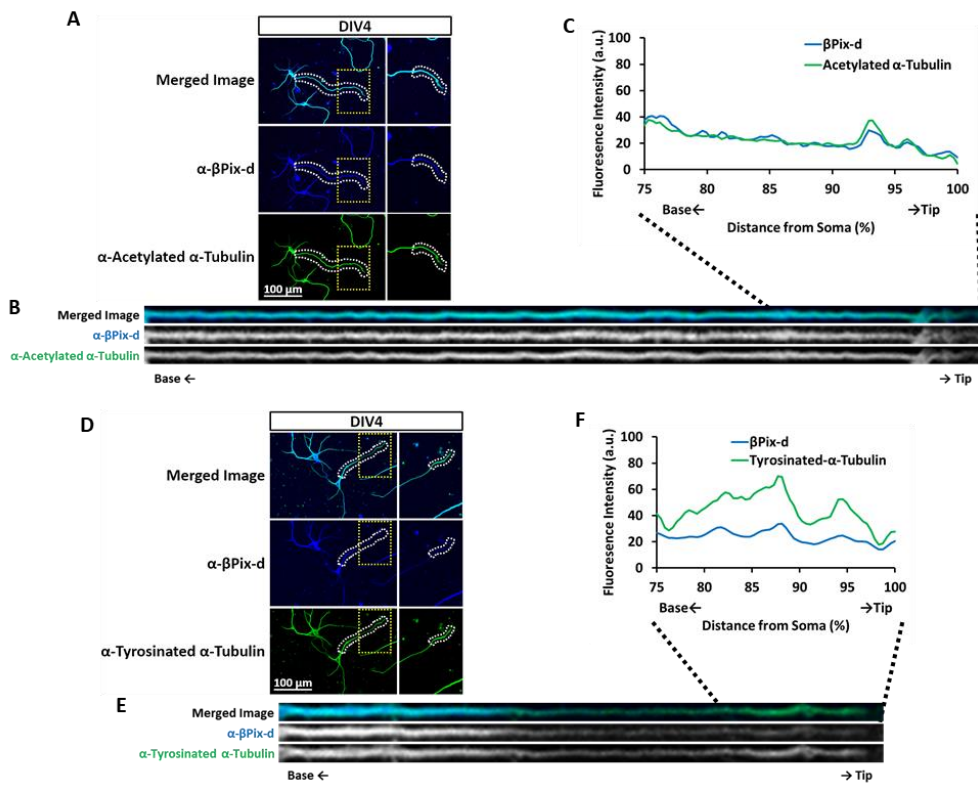 A
DIV4
Merged Image
α-βPix-d
α-Acetylated α-Tubulin
100 µm
C
Fluoresence Intensity (a.u.)
100
80
60
40
20
0
βPix-d
Acetylated α-Tubulin
75 80 85 90 95 100
Base← →Tip
Distance from Soma (%)
B
Merged Image
α-βPix-d
α-Acetylated α-Tubulin
Base ← → Tip
D
DIV4
Merged Image
α-βPix-d
α-Tyrosinated α-Tubulin
100 µm
F
Fluoresence Intensity (a.u.)
100
80
60
40
20
0
βPix-d
Tyrosinated-α-Tubulin
75 80 85 90 95 100
Base← →Tip
Distance from Soma (%)
E
Merged Image
α-βPix-d
α-Tyrosinated α-Tubulin
Base ← → Tip